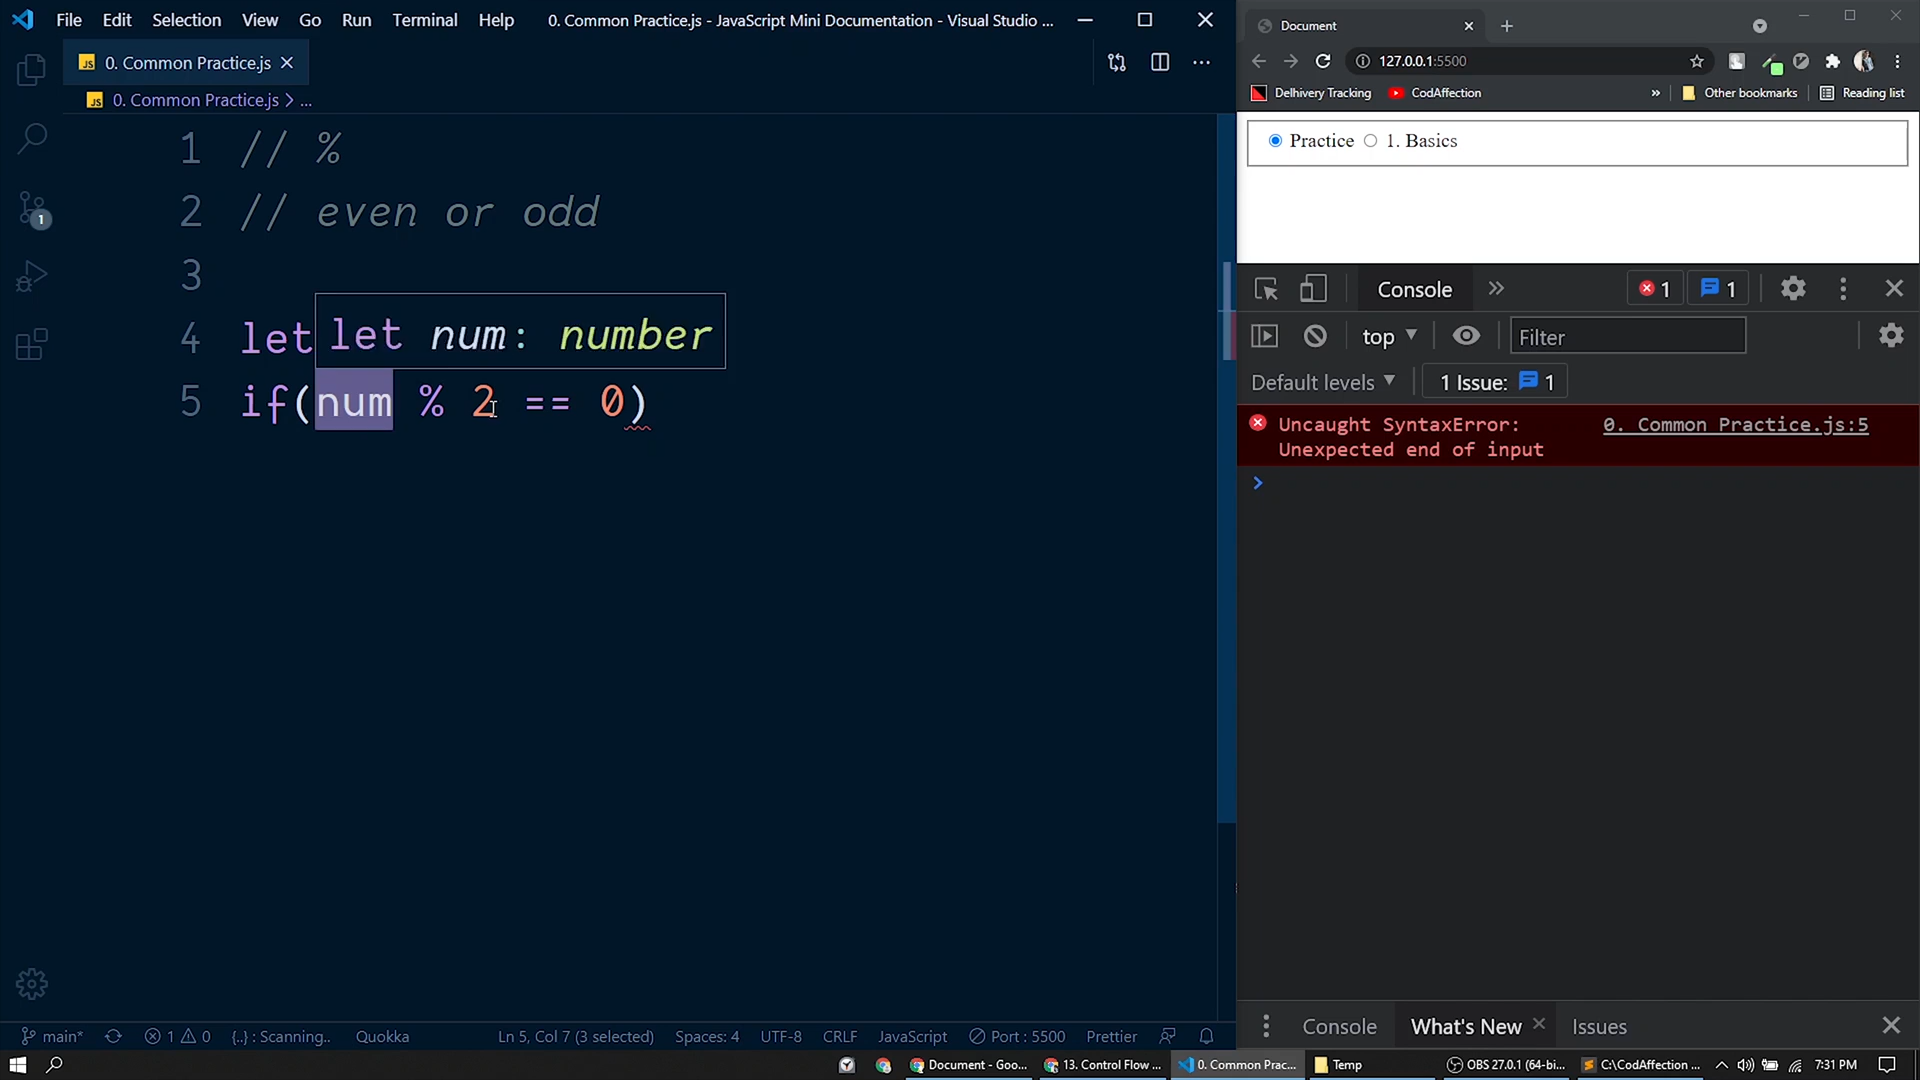 File Edit Selection View Go Run Terminal Help 0. Common Practice.js - JavaScript Mini Documentation - Visual Studio ...
JS 0. Common Practice.js
JS 0. Common Practice.js > ...
1 // %
2 // even or odd
3
4 let
let num: number
5 if(num % 2 == 0)
main* 1 0 {..} : Scanning.. Quokka Ln 5, Col 7 (3 selected) Spaces: 4 UTF-8 CRLF JavaScript Port : 5500 Prettier
Document
127.0.0.1:5500
Delhivery Tracking CodAffection » Other bookmarks Reading list
Practice 1. Basics
Console » 1 1
top Filter
Default levels 1 Issue: 1
Uncaught SyntaxError: 0. Common Practice.js:5
Unexpected end of input
Console What's New Issues
Document - Goo... 13. Control Flow ... 0. Common Prac... Temp OBS 27.0.1 (64-bi... C:\CodAffection ... 7:31 PM
1